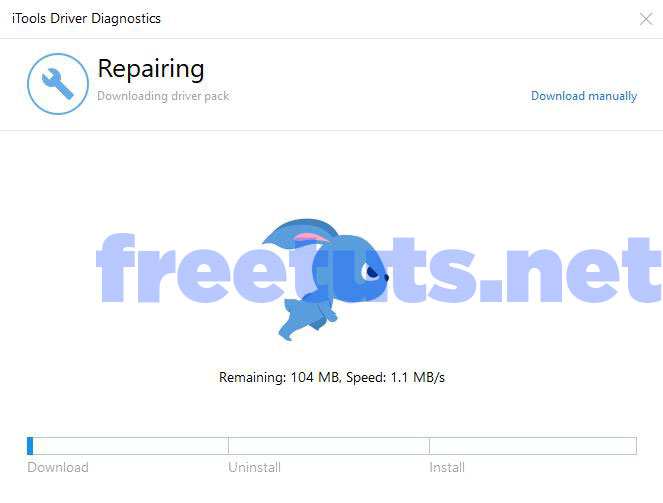 iTools Driver Diagnostics
Repairing
Downloading driver pack
Download manually
freetuts.net
Remaining: 104 MB, Speed: 1.1 MB/s
Download
Uninstall
Install